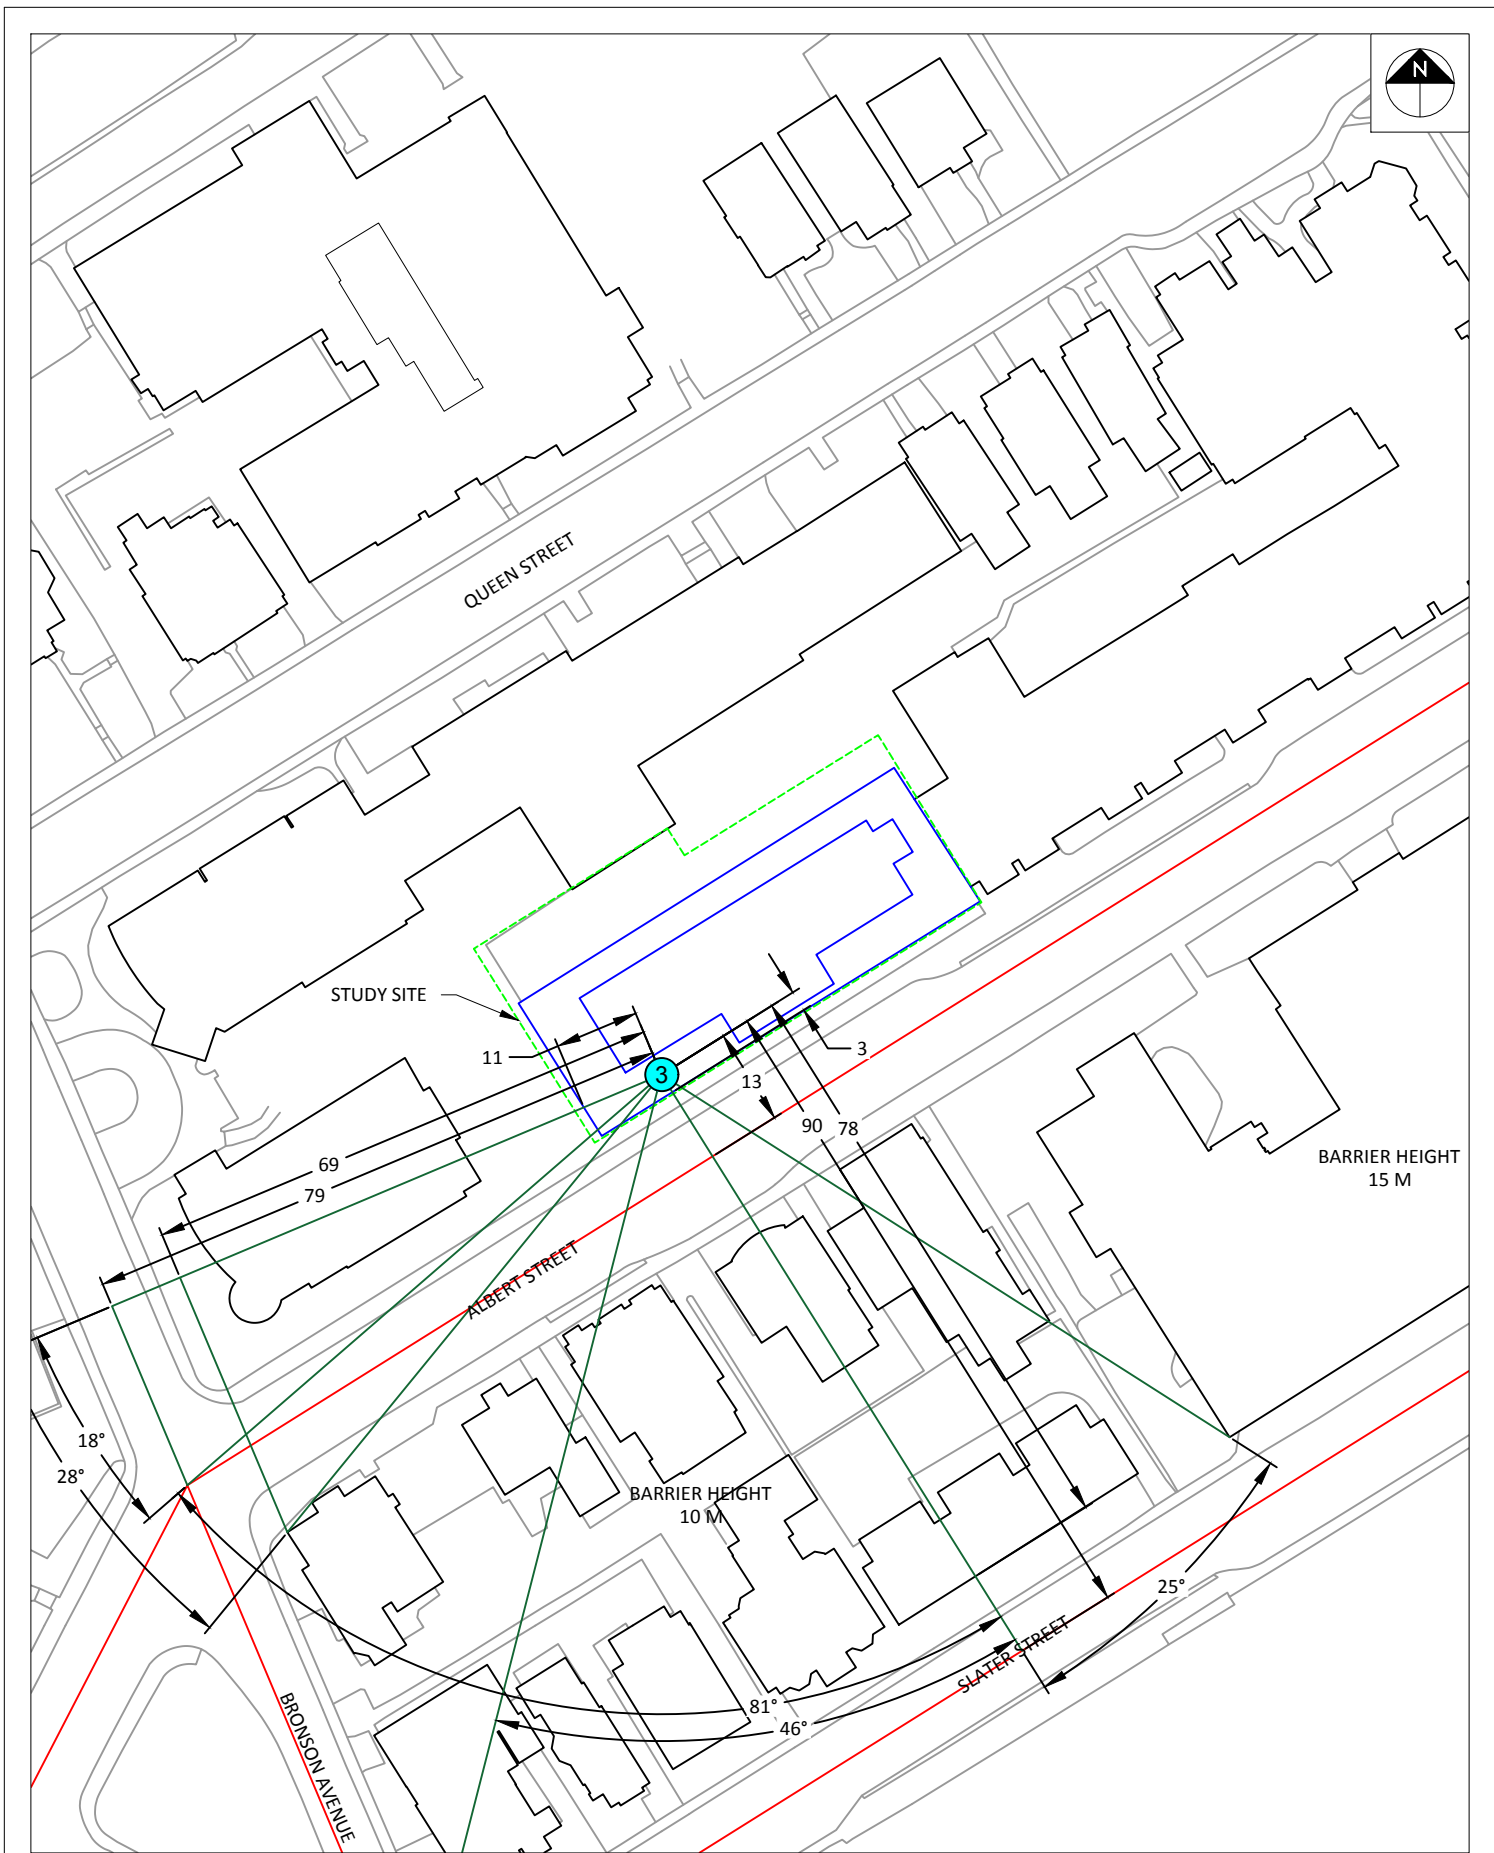 N
QUEEN STREET
STUDY SITE
11
3
3
13
90
78
69
79
BARRIER HEIGHT
15 M
ALBERT STREET
18°
28°
BARRIER HEIGHT
10 M
25°
SLATER STREET
81°
46°
BRONSON AVENUE